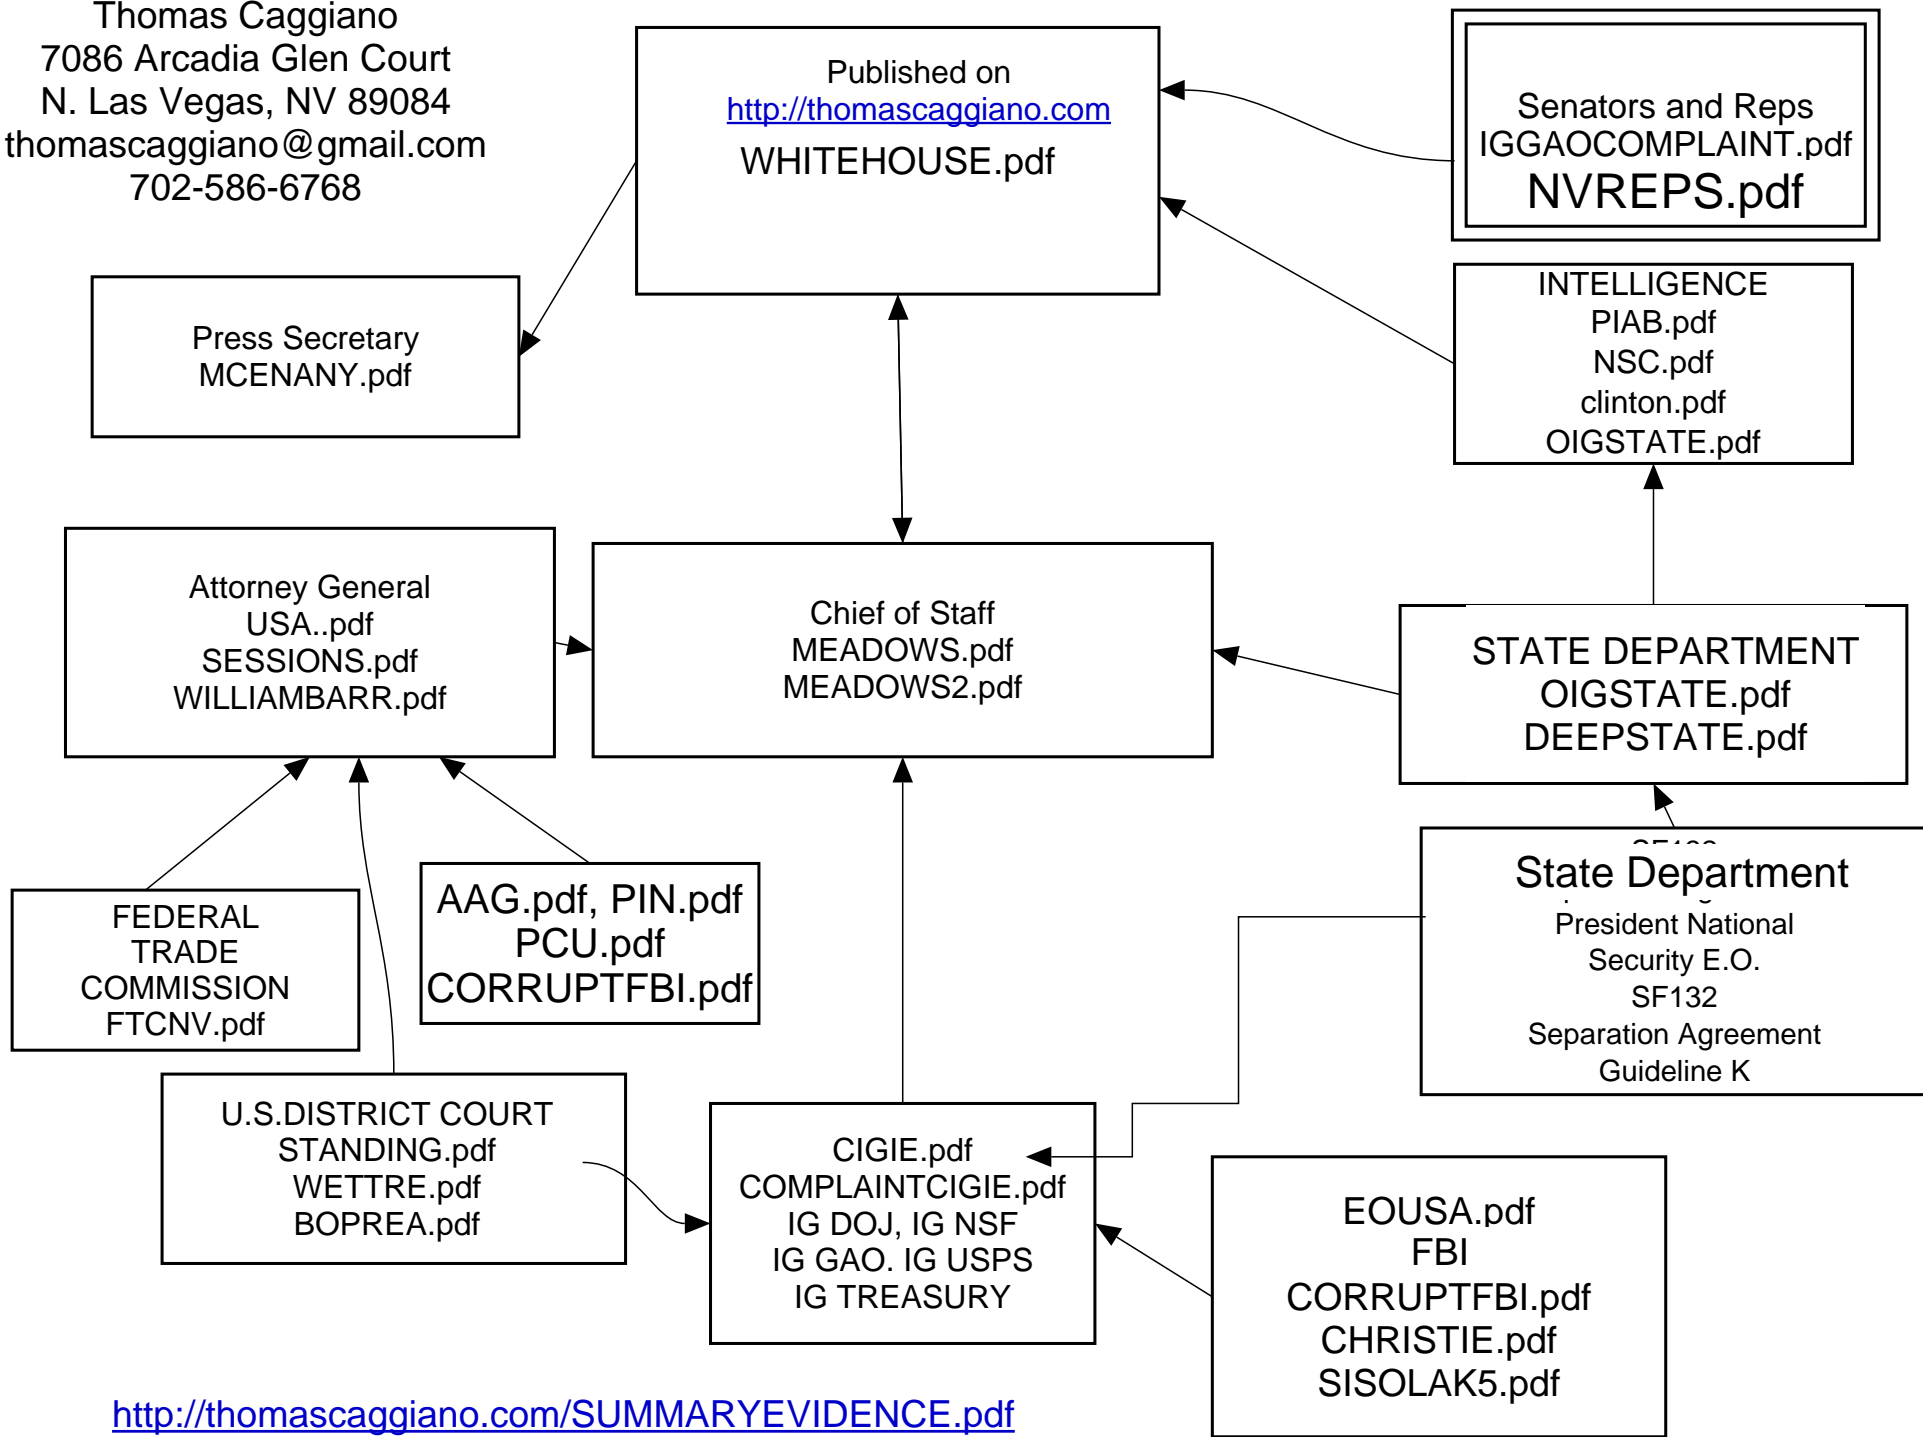 Thomas Caggiano
7086 Arcadia Glen Court
N. Las Vegas, NV 89084
thomascaggiano@gmail.com
702-586-6768
Published on
http://thomascaggiano.com
WHITEHOUSE.pdf
Senators and Reps
IGGAOCOMPLAINT.pdf
NVREPS.pdf
Press Secretary
MCENANY.pdf
INTELLIGENCE
PIAB.pdf
NSC.pdf
clinton.pdf
OIGSTATE.pdf
Attorney General
USA..pdf
SESSIONS.pdf
WILLIAMBARR.pdf
Chief of Staff
MEADOWS.pdf
MEADOWS2.pdf
STATE DEPARTMENT
OIGSTATE.pdf
DEEPSTATE.pdf
FEDERAL
TRADE
COMMISSION
FTCNV.pdf
AAG.pdf, PIN.pdf
PCU.pdf
CORRUPTFBI.pdf
State Department
President National
Security E.O.
SF132
Separation Agreement
Guideline K
U.S.DISTRICT COURT
STANDING.pdf
WETTRE.pdf
BOPREA.pdf
CIGIE.pdf
COMPLAINTCIGIE.pdf
IG DOJ, IG NSF
IG GAO. IG USPS
IG TREASURY
EOUSA.pdf
FBI
CORRUPTFBI.pdf
CHRISTIE.pdf
SISOLAK5.pdf
http://thomascaggiano.com/SUMMARYEVIDENCE.pdf